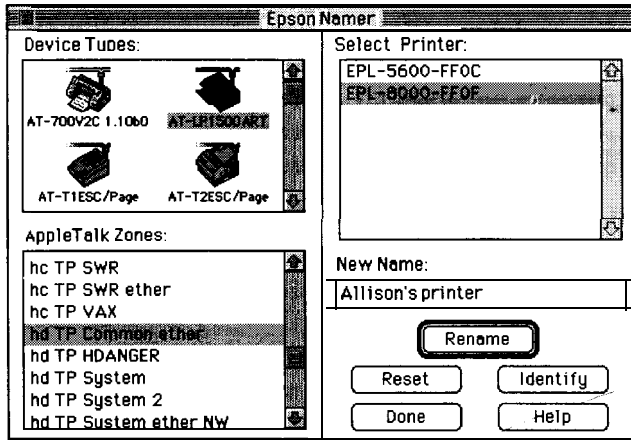 Epson Namer
Device Types:
AT-700V2C 1.10b0
AT-T1ESC/Page
AT-T2ESC/Page
AppleTalk Zones:
hc TP SWR
hc TP SWR ether
hc TP VAX
hd TP Common ether
hd TP HDANGER
hd TP System
hd TP System 2
hd TP System ether NW
Select Printer:
EPL-5600-FF0C
EPL-8000-FF0F
New Name:
Allison's printer
Rename
Reset
Identify
Done
Help